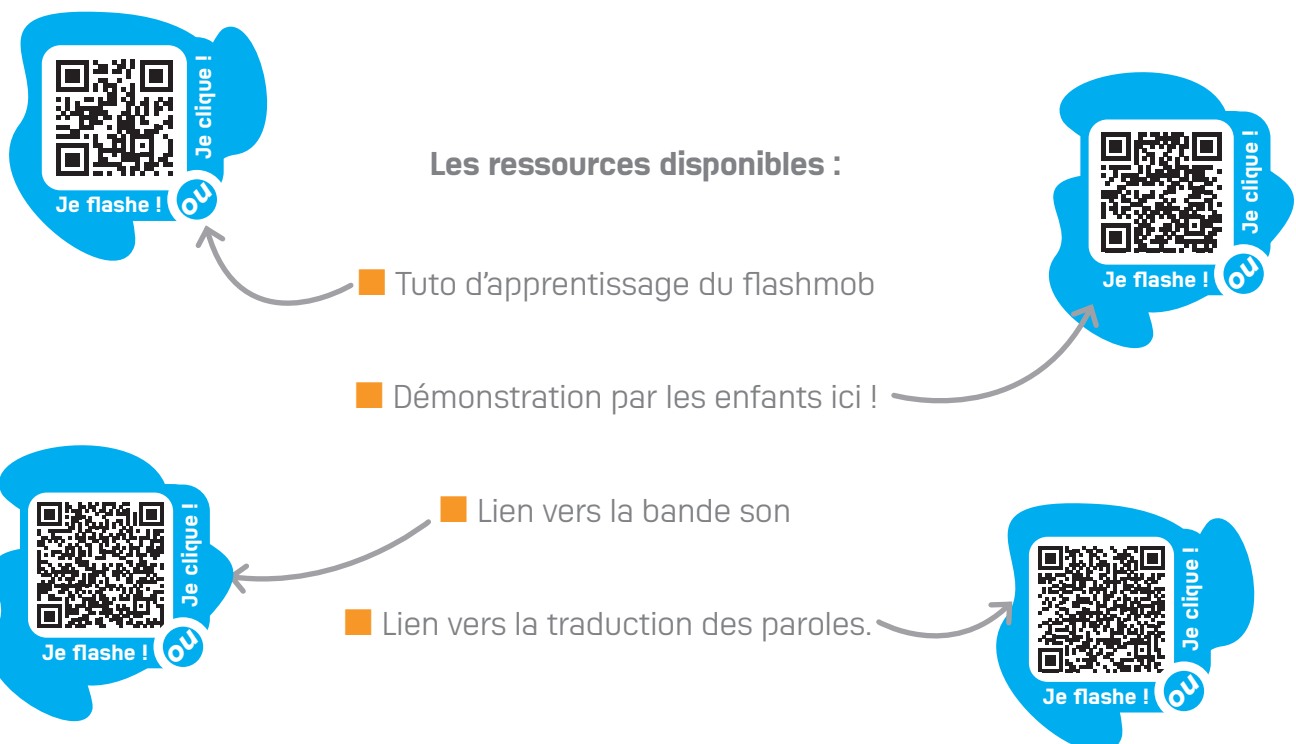 Je clique !
Je flashe !
ou
Les ressources disponibles :
Je clique !
Je flashe !
ou
Tuto d'apprentissage du flashmob
Démonstration par les enfants ici !
Je clique !
Je flashe !
ou
Lien vers la bande son
Lien vers la traduction des paroles.
Je clique !
Je flashe !
ou